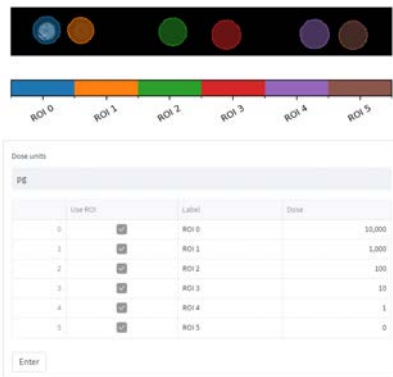 ROI 0 ROI 1 ROI 2 ROI 3 ROI 4 ROI 5
Dose units
pg
Use ROI Label Dose
0 ROI 0 10,000
1 ROI 1 1,000
2 ROI 2 100
3 ROI 3 10
4 ROI 4 1
5 ROI 5 0
Enter